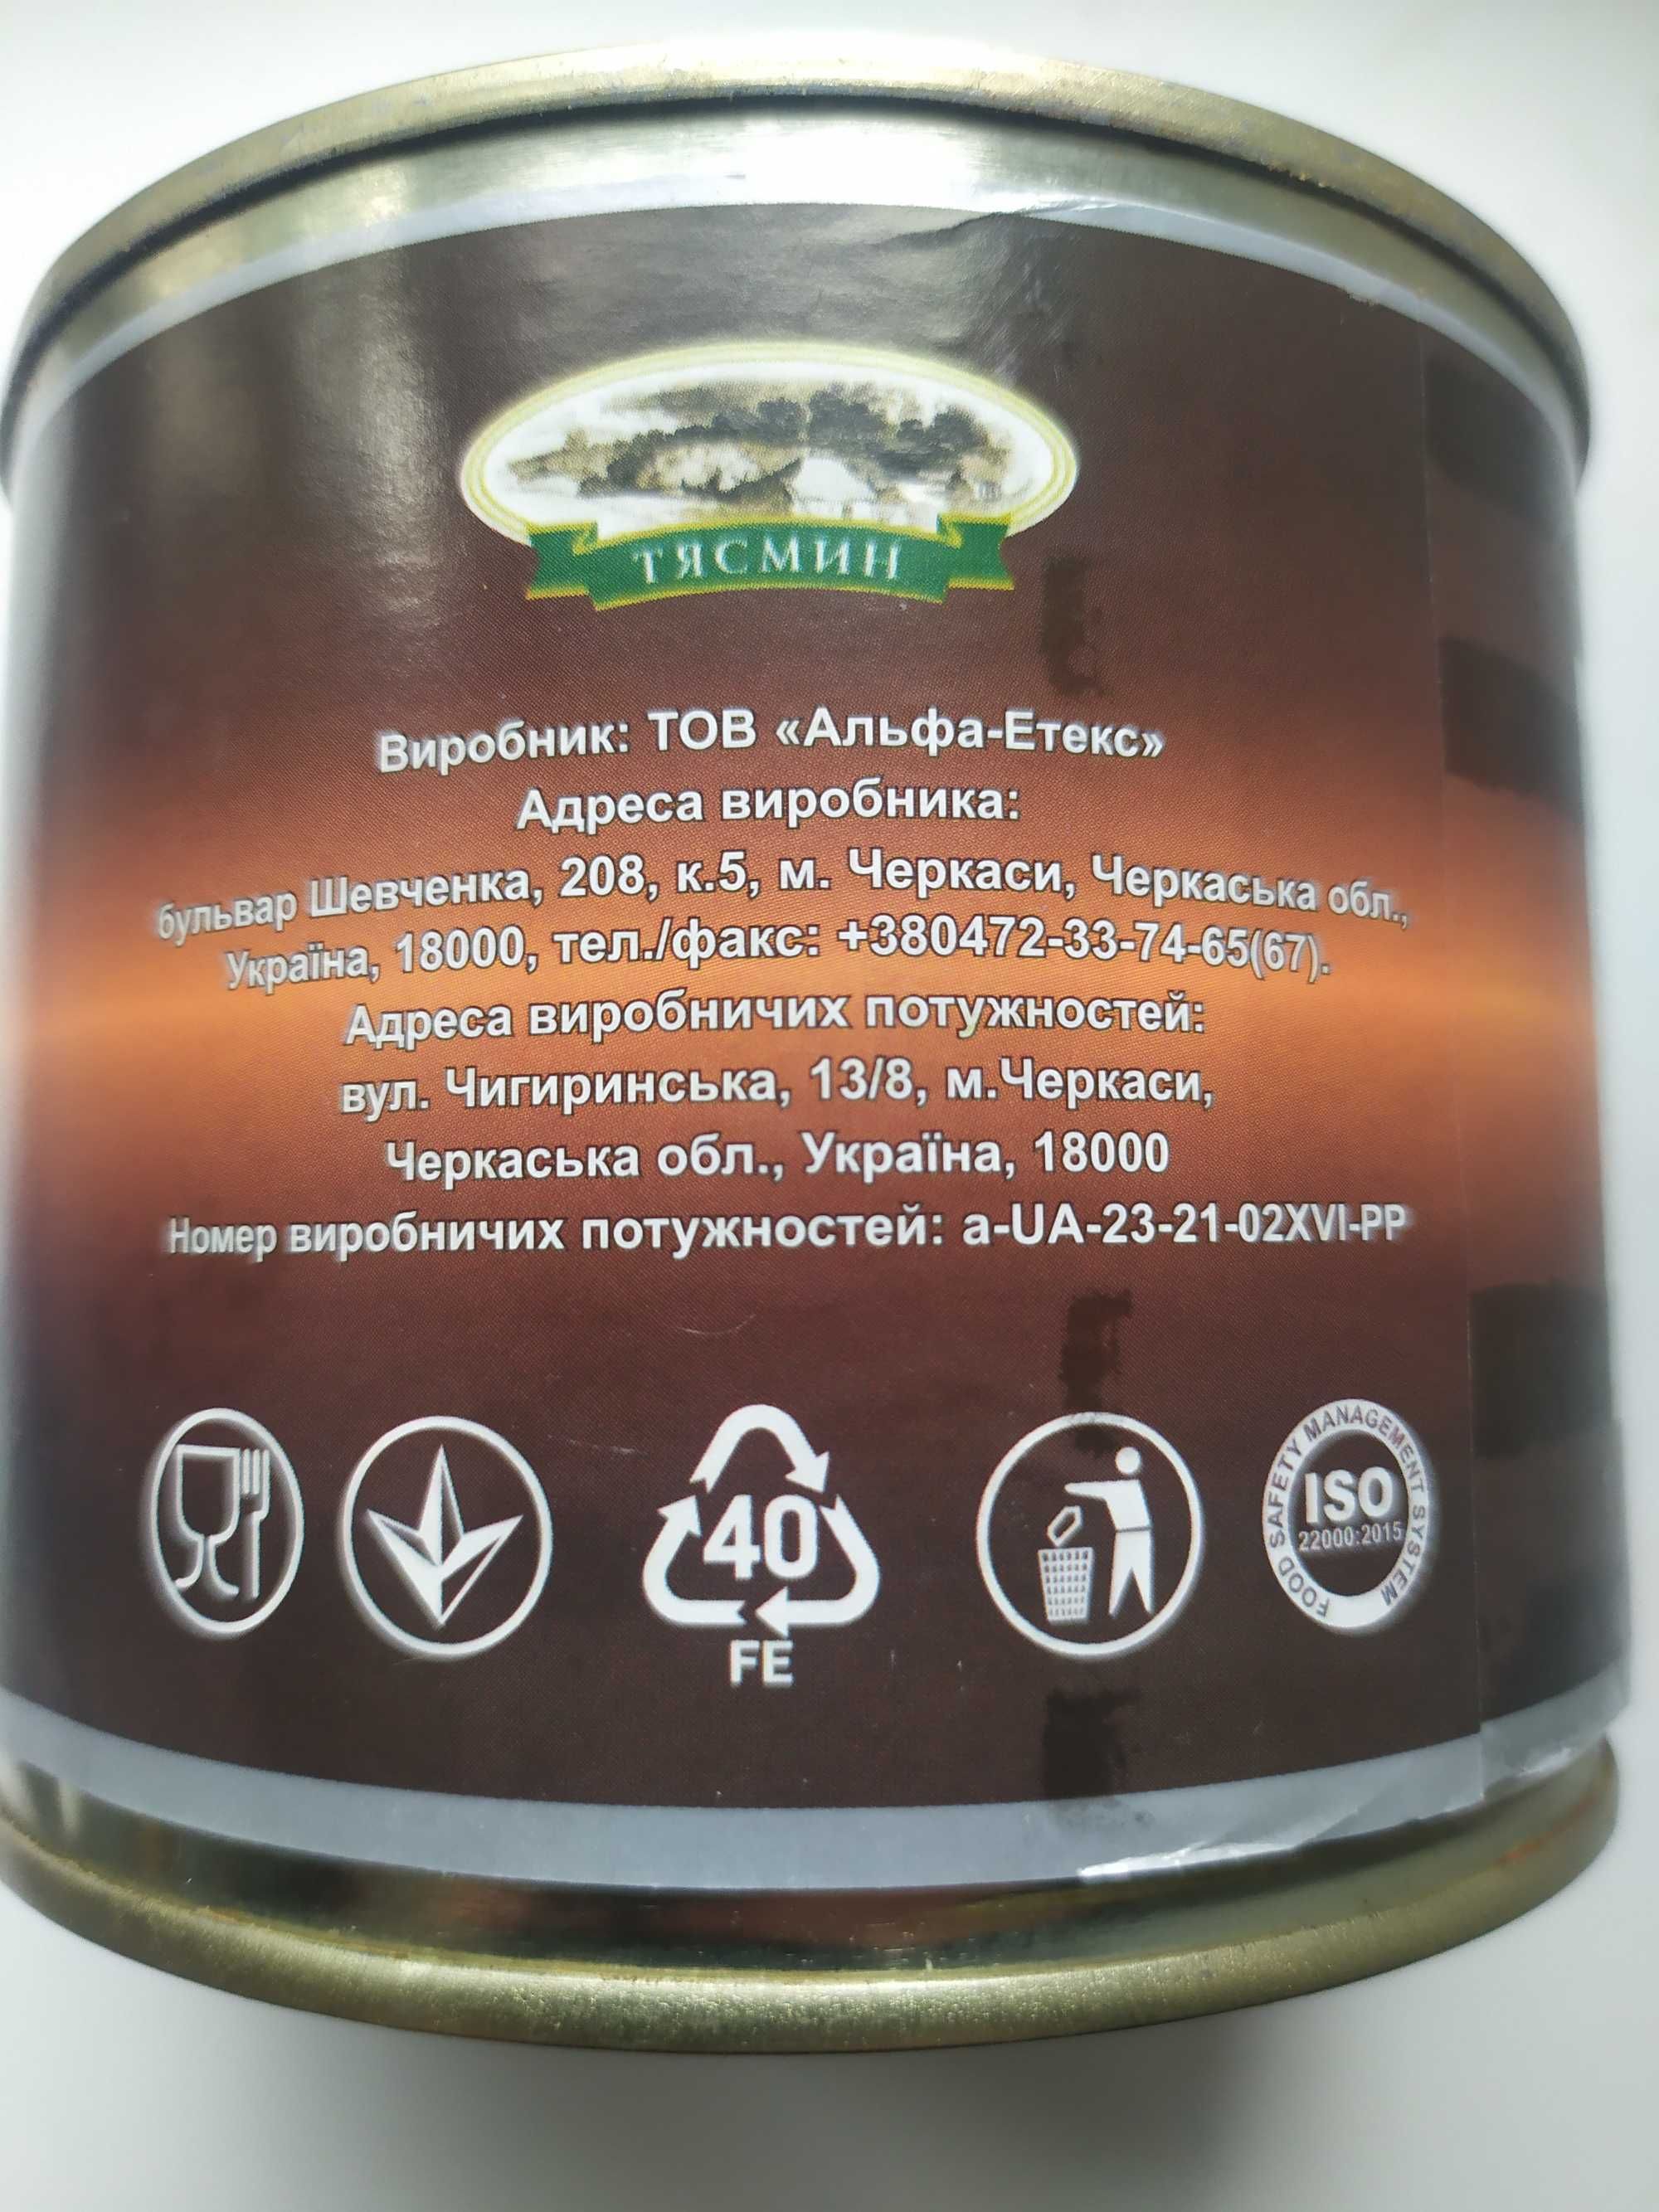 ТЯСМИН
Виробник: ТОВ «Альфа-Етекс»
Адреса виробника:
бульвар Шевченка, 208, к.5, м. Черкаси, Черкаська обл.,
Україна, 18000, тел./факс: +380472-33-74-65(67).
Адреса виробничих потужностей:
вул. Чигиринська, 13/8, м.Черкаси,
Черкаська обл., Україна, 18000
Номер виробничих потужностей: a-UA-23-21-02XVI-PP
40
FE
FOOD SAFETY MANAGEMENT SYSTEM
ISO
22000:2015